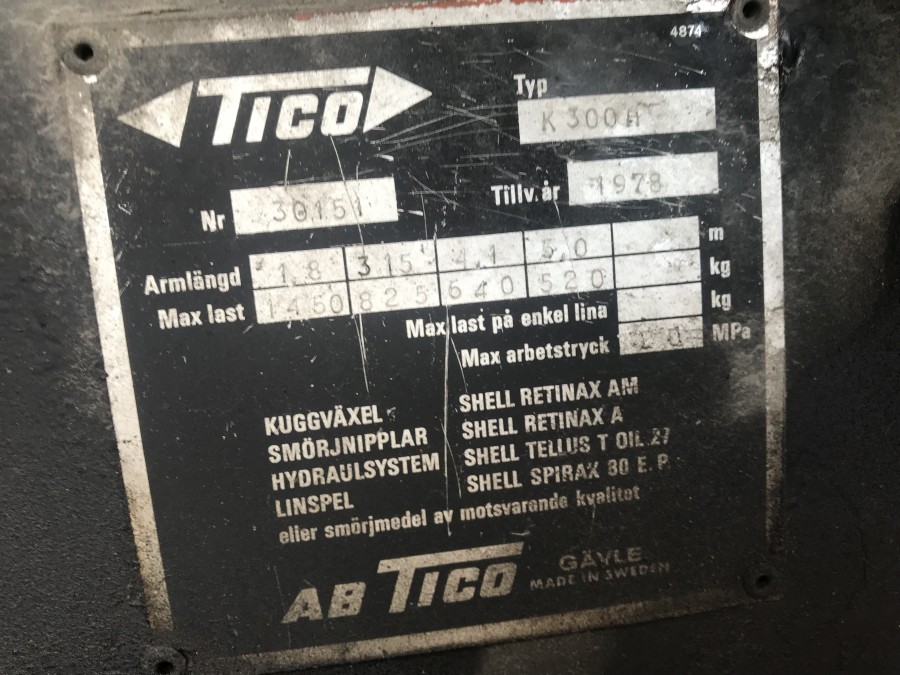 4874
TICO
Typ K 300 H
Nr 30151 Tillv. år 1978
Armlängd 1,8 3,15 4,1 5,0 m
Max last 1450 825 640 520 kg
Max last på enkel lina kg
Max arbetstryck MPa
KUGGVÄXEL SHELL RETINAX AM
SMÖRJNIPPLAR SHELL RETINAX A
HYDRAULSYSTEM SHELL TELLUS T OIL 27
LINSPEL SHELL SPIRAX 80 E.P.
eller smörjmedel av motsvarande kvalitet
AB TICO GÄVLE
MADE IN SWEDEN